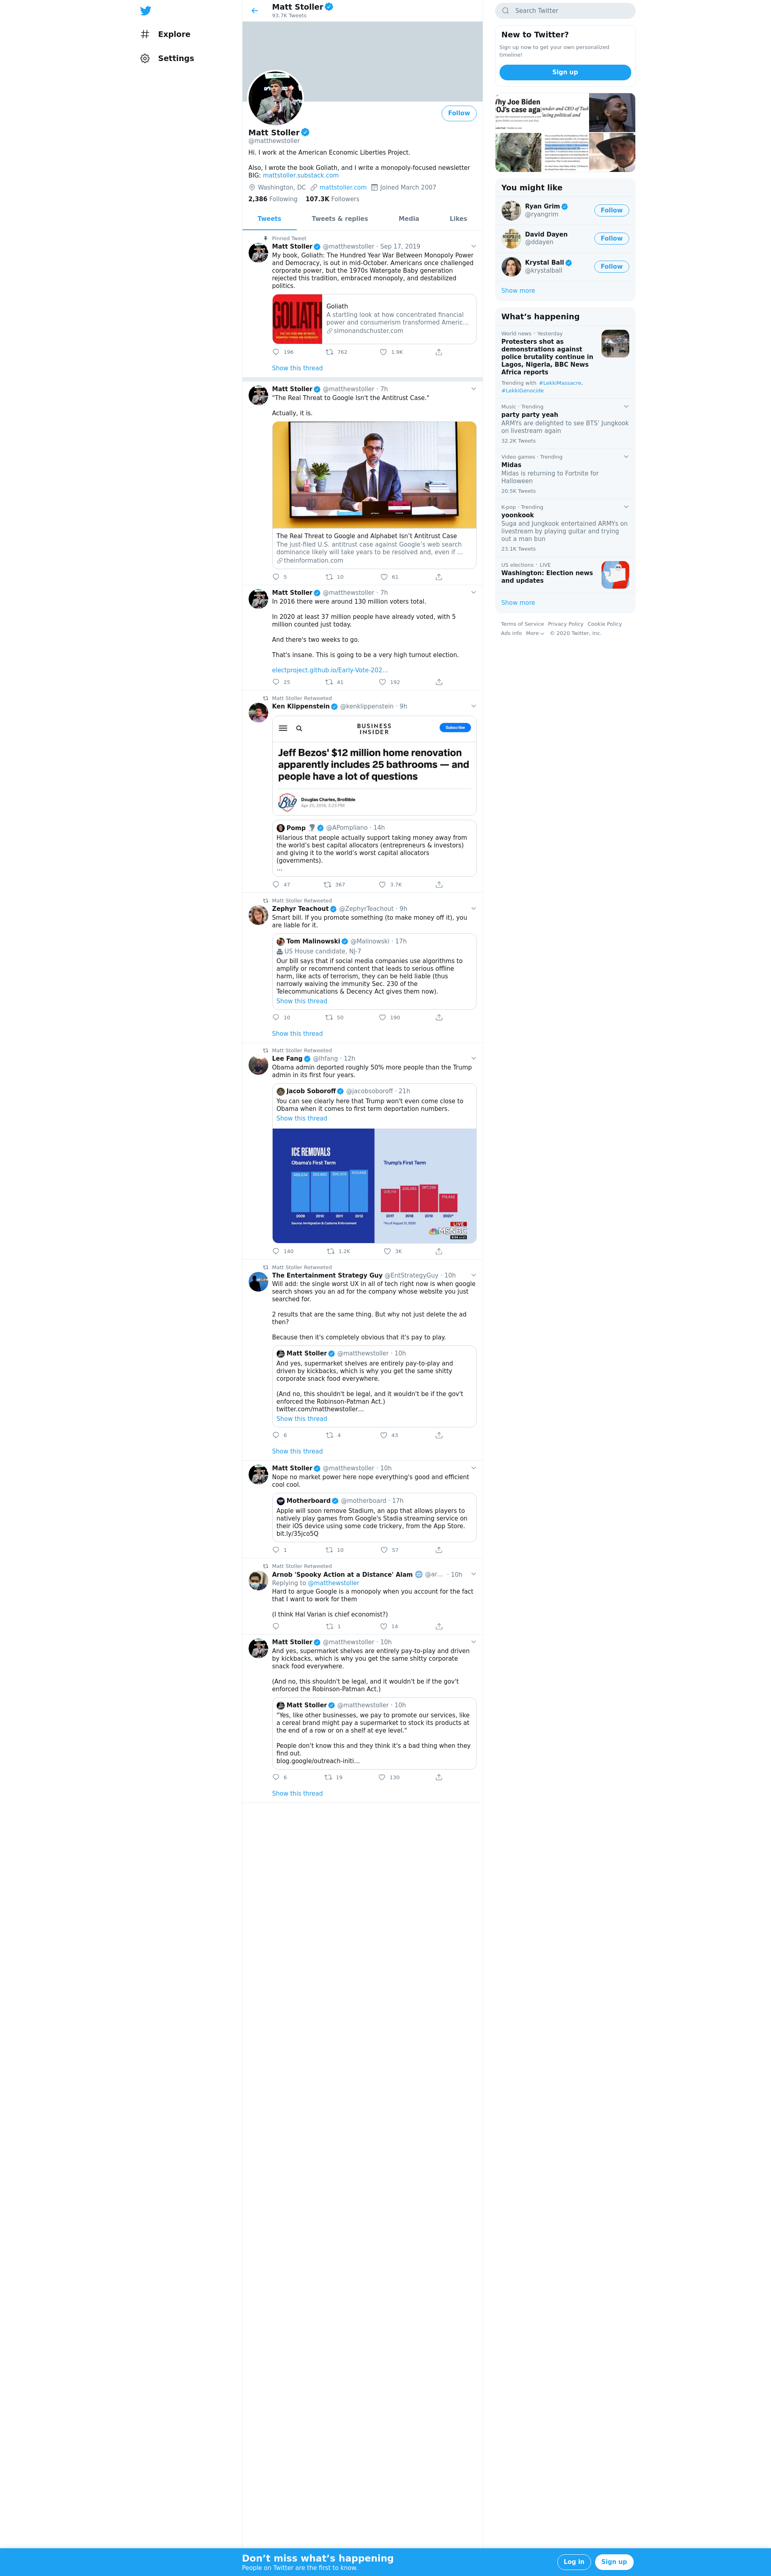 Explore
Settings
Matt Stoller
93.7K Tweets
Follow
Matt Stoller
@matthewstoller
Hi. I work at the American Economic Liberties Project.
Also, I wrote the book Goliath, and I write a monopoly-focused newsletter
BIG: mattstoller.substack.com
Washington, DC mattstoller.com Joined March 2007
2,386 Following 107.3K Followers
Tweets Tweets & replies Media Likes
Pinned Tweet
Matt Stoller @matthewstoller · Sep 17, 2019
My book, Goliath: The Hundred Year War Between Monopoly Power
and Democracy, is out in mid-October. Americans once challenged
corporate power, but the 1970s Watergate Baby generation
rejected this tradition, embraced monopoly, and destabilized
politics.
GOLIATH
Goliath
A startling look at how concentrated financial
power and consumerism transformed Americ...
simonandschuster.com
196 762 1.9K
Show this thread
Matt Stoller @matthewstoller · 7h
"The Real Threat to Google Isn't the Antitrust Case."
Actually, it is.
The Real Threat to Google and Alphabet Isn't Antitrust Case
The just-filed U.S. antitrust case against Google's web search
dominance likely will take years to be resolved and, even if ...
theinformation.com
5 10 61
Matt Stoller @matthewstoller · 7h
In 2016 there were around 130 million voters total.
In 2020 at least 37 million people have already voted, with 5
million counted just today.
And there's two weeks to go.
That's insane. This is going to be a very high turnout election.
electproject.github.io/Early-Vote-202...
25 41 192
Matt Stoller Retweeted
Ken Klippenstein @kenklippenstein · 9h
BUSINESS
INSIDER
Subscribe
Jeff Bezos' $12 million home renovation
apparently includes 25 bathrooms — and
people have a lot of questions
Bro
Douglas Charles, BroBible
Apr 25, 2019, 3:23 PM
Pomp @APompliano · 14h
Hilarious that people actually support taking money away from
the world's best capital allocators (entrepreneurs & investors)
and giving it to the world's worst capital allocators
(governments).
...
47 367 3.7K
Matt Stoller Retweeted
Zephyr Teachout @ZephyrTeachout · 9h
Smart bill. If you promote something (to make money off it), you
are liable for it.
Tom Malinowski @Malinowski · 17h
US House candidate, NJ-7
Our bill says that if social media companies use algorithms to
amplify or recommend content that leads to serious offline
harm, like acts of terrorism, they can be held liable (thus
narrowly waiving the immunity Sec. 230 of the
Telecommunications & Decency Act gives them now).
Show this thread
10 50 190
Show this thread
Matt Stoller Retweeted
Lee Fang @lhfang · 12h
Obama admin deported roughly 50% more people than the Trump
admin in its first four years.
Jacob Soboroff @jacobsoboroff · 21h
You can see clearly here that Trump won't even come close to
Obama when it comes to first term deportation numbers.
Show this thread
ICE REMOVALS
Obama's First Term
Trump's First Term
2009 2010 2011 2012
2017 2018 2019 2020*
Source: Immigration & Customs Enforcement
*As of August 31, 2020
LIVE
MSNBC
140 1.2K 3K
Matt Stoller Retweeted
The Entertainment Strategy Guy @EntStrategyGuy · 10h
Will add: the single worst UX in all of tech right now is when google
search shows you an ad for the company whose website you just
searched for.
2 results that are the same thing. But why not just delete the ad
then?
Because then it's completely obvious that it's pay to play.
Matt Stoller @matthewstoller · 10h
And yes, supermarket shelves are entirely pay-to-play and
driven by kickbacks, which is why you get the same shitty
corporate snack food everywhere.
(And no, this shouldn't be legal, and it wouldn't be if the gov't
enforced the Robinson-Patman Act.)
twitter.com/matthewstoller...
Show this thread
6 4 43
Show this thread
Matt Stoller @matthewstoller · 10h
Nope no market power here nope everything's good and efficient
cool cool.
Motherboard @motherboard · 17h
Apple will soon remove Stadium, an app that allows players to
natively play games from Google's Stadia streaming service on
their iOS device using some code trickery, from the App Store.
bit.ly/35jco5Q
1 10 57
Matt Stoller Retweeted
Arnob 'Spooky Action at a Distance' Alam @ar... · 10h
Replying to @matthewstoller
Hard to argue Google is a monopoly when you account for the fact
that I want to work for them
(I think Hal Varian is chief economist?)
1 14
Matt Stoller @matthewstoller · 10h
And yes, supermarket shelves are entirely pay-to-play and driven
by kickbacks, which is why you get the same shitty corporate
snack food everywhere.
(And no, this shouldn't be legal, and it wouldn't be if the gov't
enforced the Robinson-Patman Act.)
Matt Stoller @matthewstoller · 10h
"Yes, like other businesses, we pay to promote our services, like
a cereal brand might pay a supermarket to stock its products at
the end of a row or on a shelf at eye level."
People don't know this and they think it's a bad thing when they
find out.
blog.google/outreach-initi...
6 19 130
Show this thread
Search Twitter
New to Twitter?
Sign up now to get your own personalized
timeline!
Sign up
Why Joe Biden
OJ's case aga
You might like
Ryan Grim
@ryangrim
Follow
David Dayen
@ddayen
Follow
Krystal Ball
@krystalball
Follow
Show more
What's happening
World news · Yesterday
Protesters shot as
demonstrations against
police brutality continue in
Lagos, Nigeria, BBC News
Africa reports
Trending with #LekkiMassacre,
#LekkiGenocide
Music · Trending
party party yeah
ARMYs are delighted to see BTS' Jungkook
on livestream again
32.2K Tweets
Video games · Trending
Midas
Midas is returning to Fortnite for
Halloween
20.5K Tweets
K-pop · Trending
yoonkook
Suga and Jungkook entertained ARMYs on
livestream by playing guitar and trying
out a man bun
23.1K Tweets
US elections · LIVE
Washington: Election news
and updates
Show more
Terms of Service Privacy Policy Cookie Policy
Ads info More © 2020 Twitter, Inc.
Don't miss what's happening
People on Twitter are the first to know.
Log in
Sign up